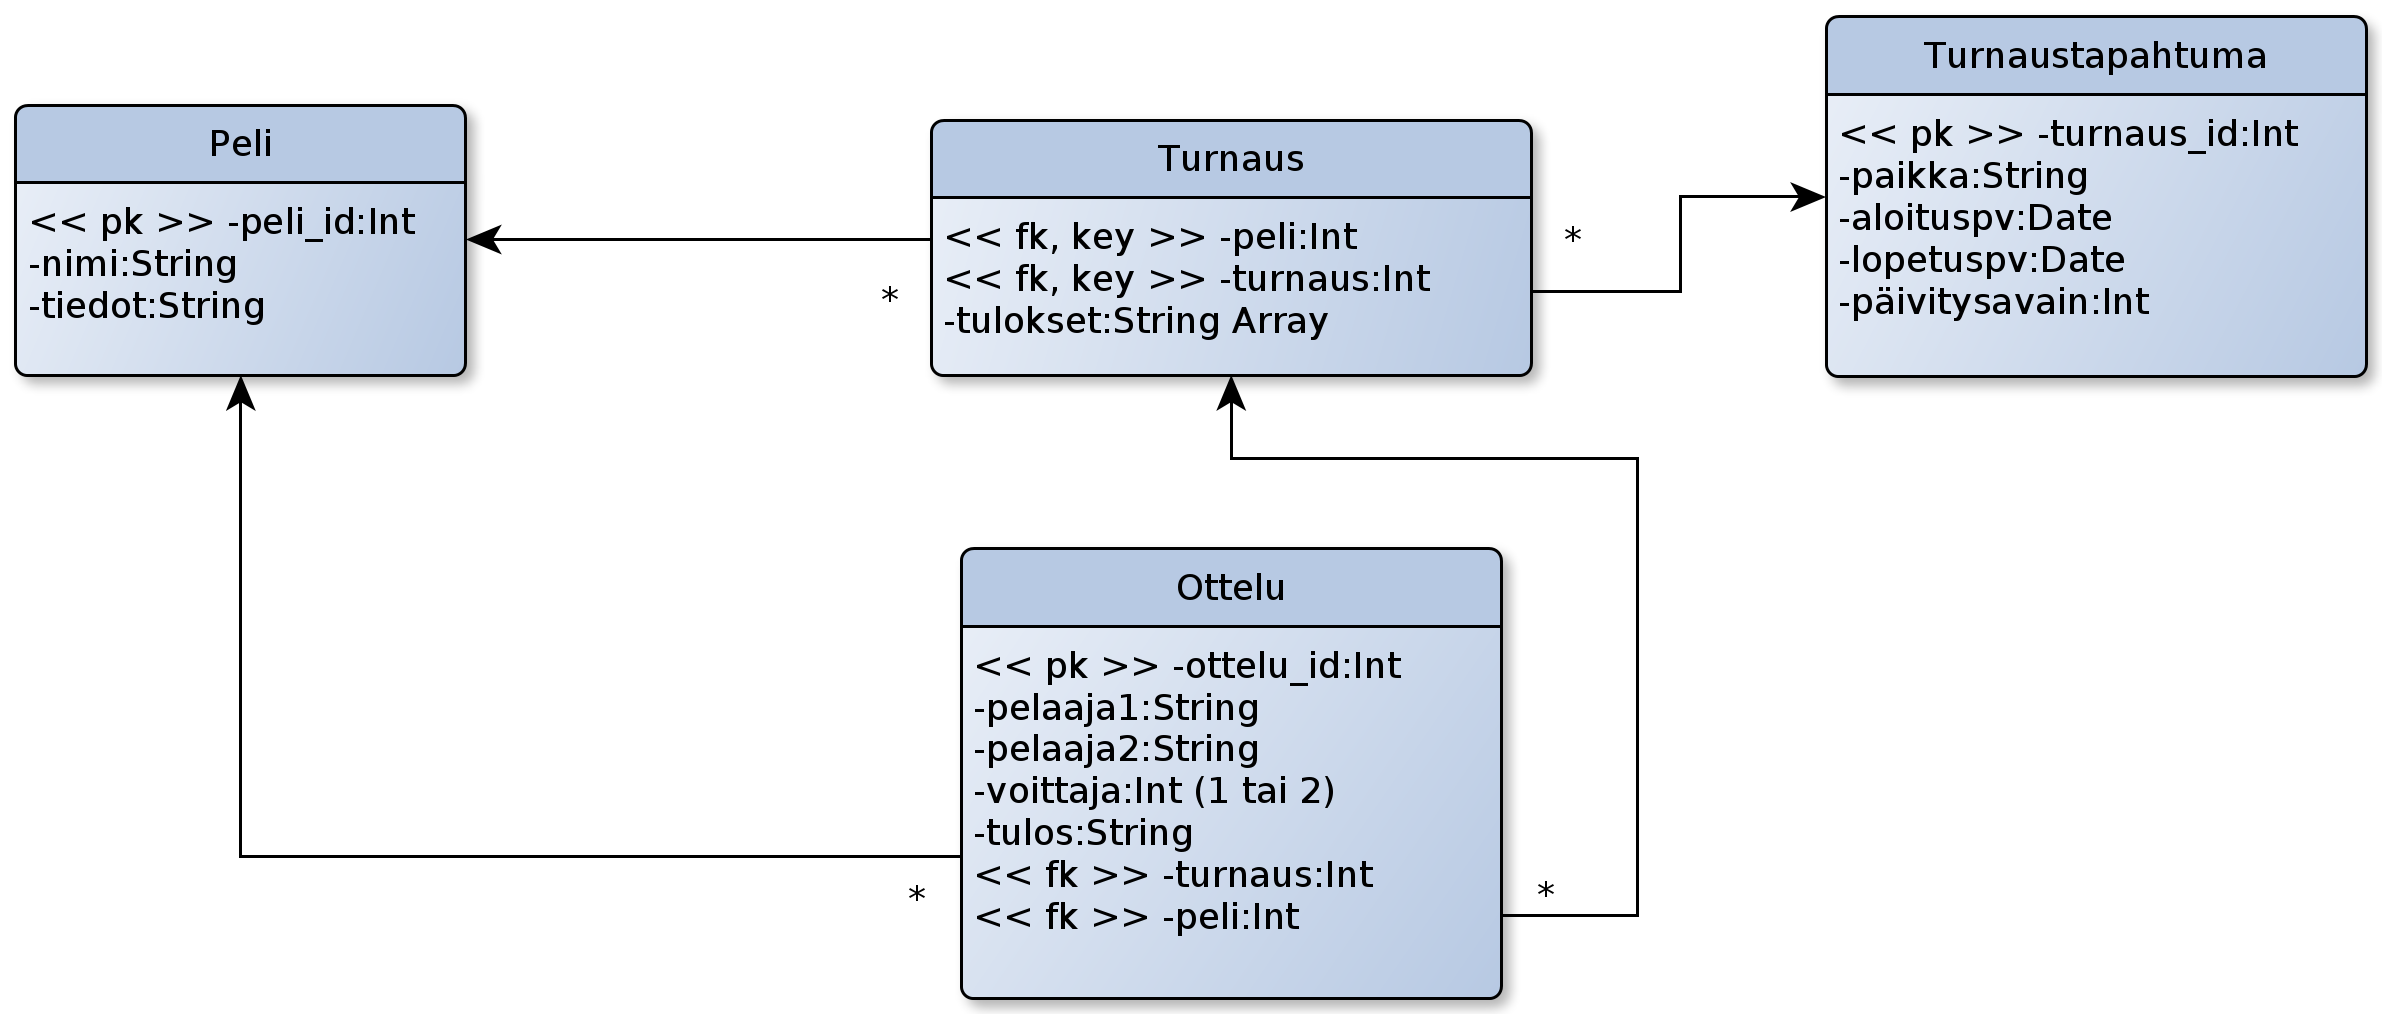 Peli
<< pk >> -peli_id:Int
-nimi:String
-tiedot:String
*
Turnaus
<< fk, key >> -peli:Int
<< fk, key >> -turnaus:Int
-tulokset:String Array
*
Turnaustapahtuma
<< pk >> -turnaus_id:Int
-paikka:String
-aloituspv:Date
-lopetuspv:Date
-päivitysavain:Int
Ottelu
<< pk >> -ottelu_id:Int
-pelaaja1:String
-pelaaja2:String
-voittaja:Int (1 tai 2)
-tulos:String
<< fk >> -turnaus:Int
<< fk >> -peli:Int
*
*